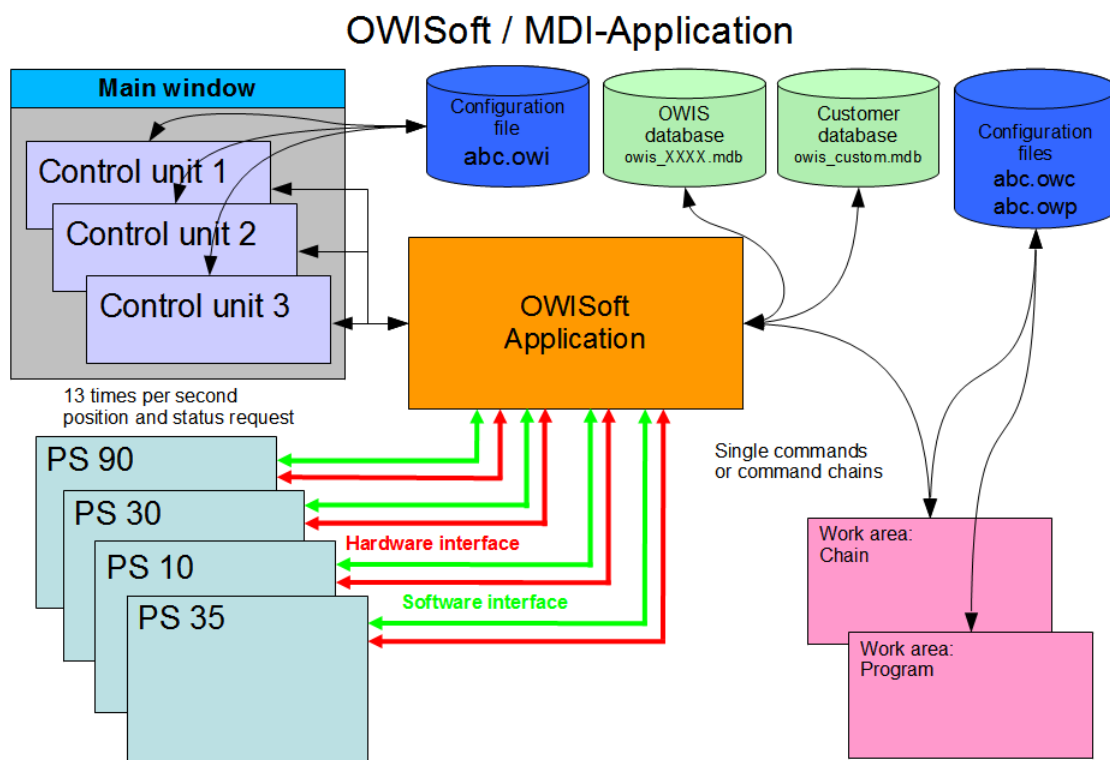 OWISoft / MDI-Application
Main window
Control unit 1
Control unit 2
Control unit 3
Configuration
file
abc.owi
OWIS
database
owis_XXXX.mdb
Customer
database
owis_custom.mdb
Configuration
files
abc.owc
abc.owp
OWISoft
Application
13 times per second
position and status request
PS 90
PS 30
PS 10
PS 35
Hardware interface
Software interface
Single commands
or command chains
Work area:
Chain
Work area:
Program